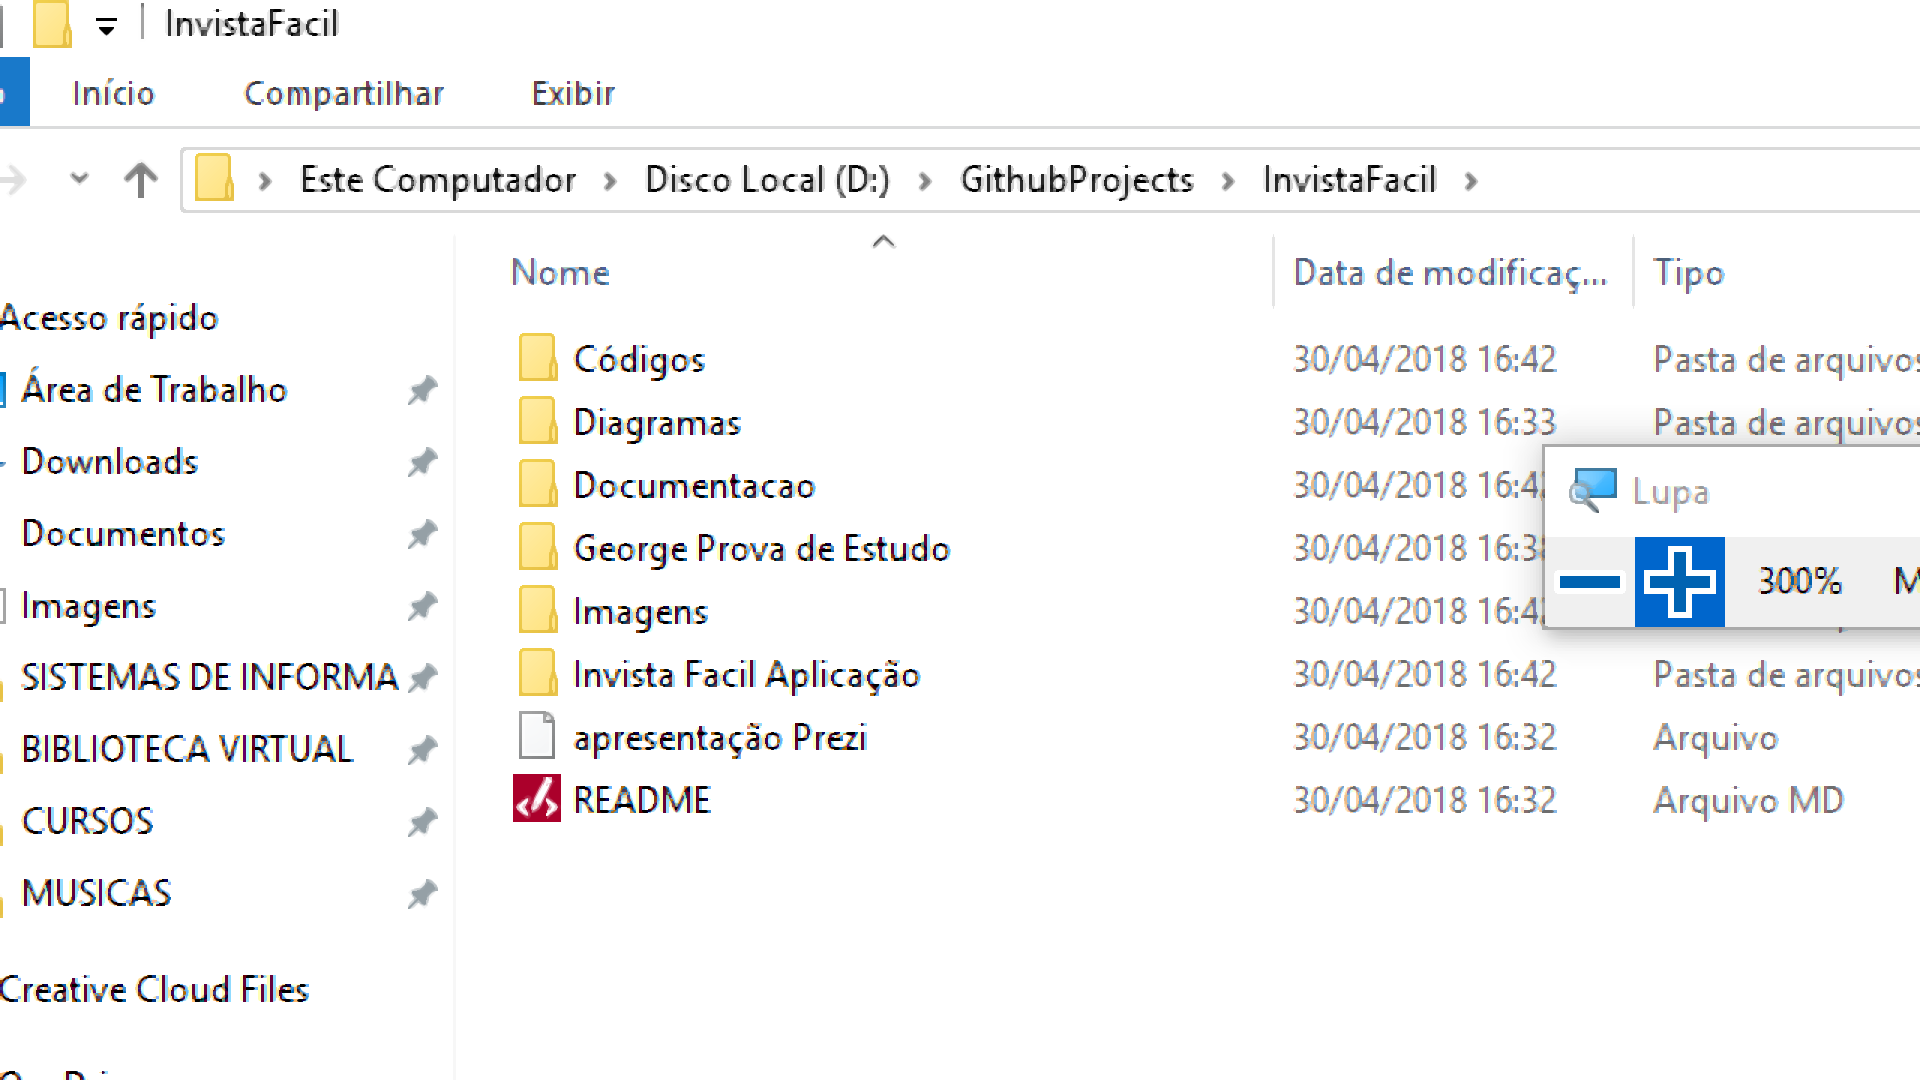 InvistaFacil
Início Compartilhar Exibir
Este Computador > Disco Local (D:) > GithubProjects > InvistaFacil >
Nome Data de modificaç... Tipo
Acesso rápido
Área de Trabalho
Downloads
Documentos
Imagens
SISTEMAS DE INFORMA
BIBLIOTECA VIRTUAL
CURSOS
MUSICAS
Creative Cloud Files
Códigos 30/04/2018 16:42 Pasta de arquivos
Diagramas 30/04/2018 16:33 Pasta de arquivos
Documentacao 30/04/2018 16:4
George Prova de Estudo 30/04/2018 16:3
Imagens 30/04/2018 16:4
Invista Facil Aplicação 30/04/2018 16:42 Pasta de arquivos
apresentação Prezi 30/04/2018 16:32 Arquivo
README 30/04/2018 16:32 Arquivo MD
Lupa
300% M